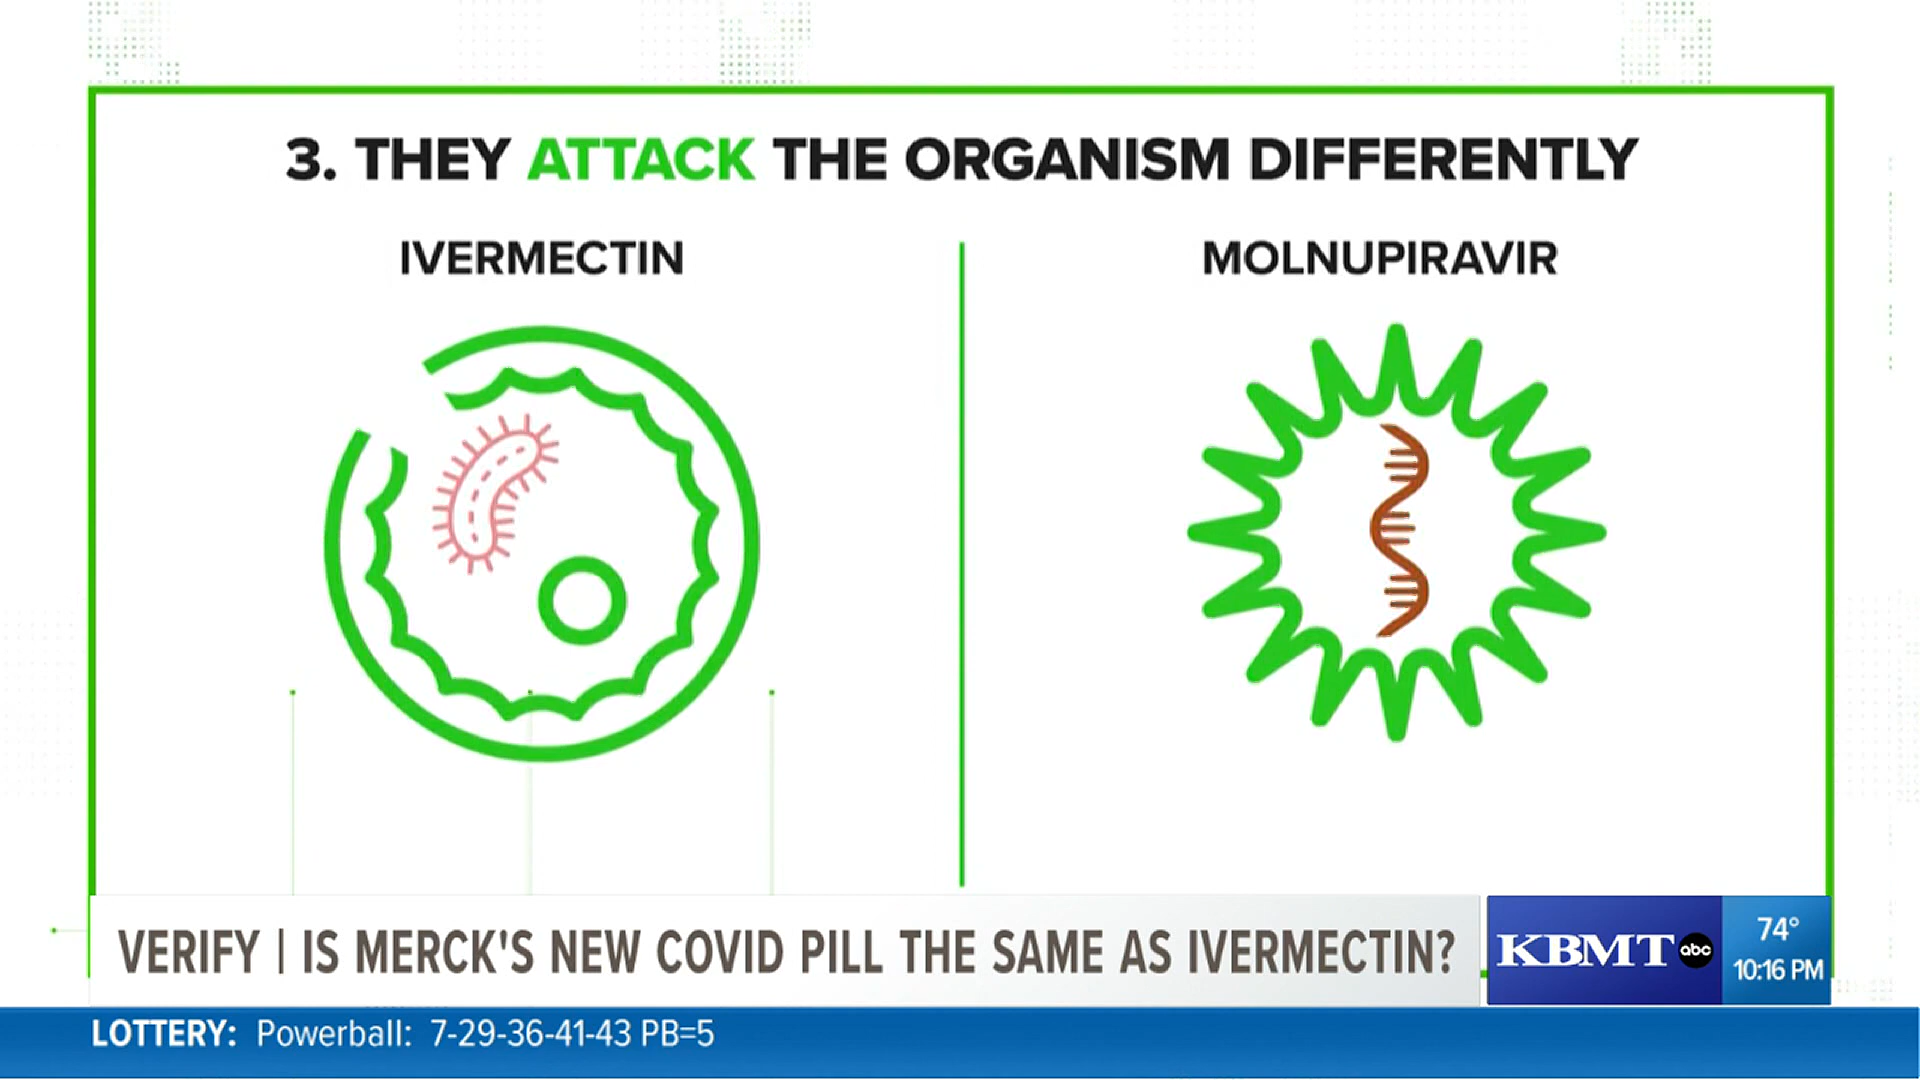 3. THEY ATTACK THE ORGANISM DIFFERENTLY
IVERMECTIN
MOLNUPIRAVIR
VERIFY | IS MERCK'S NEW COVID PILL THE SAME AS IVERMECTIN?
KBMT abc
74°
10:16 PM
LOTTERY: Powerball: 7-29-36-41-43 PB=5